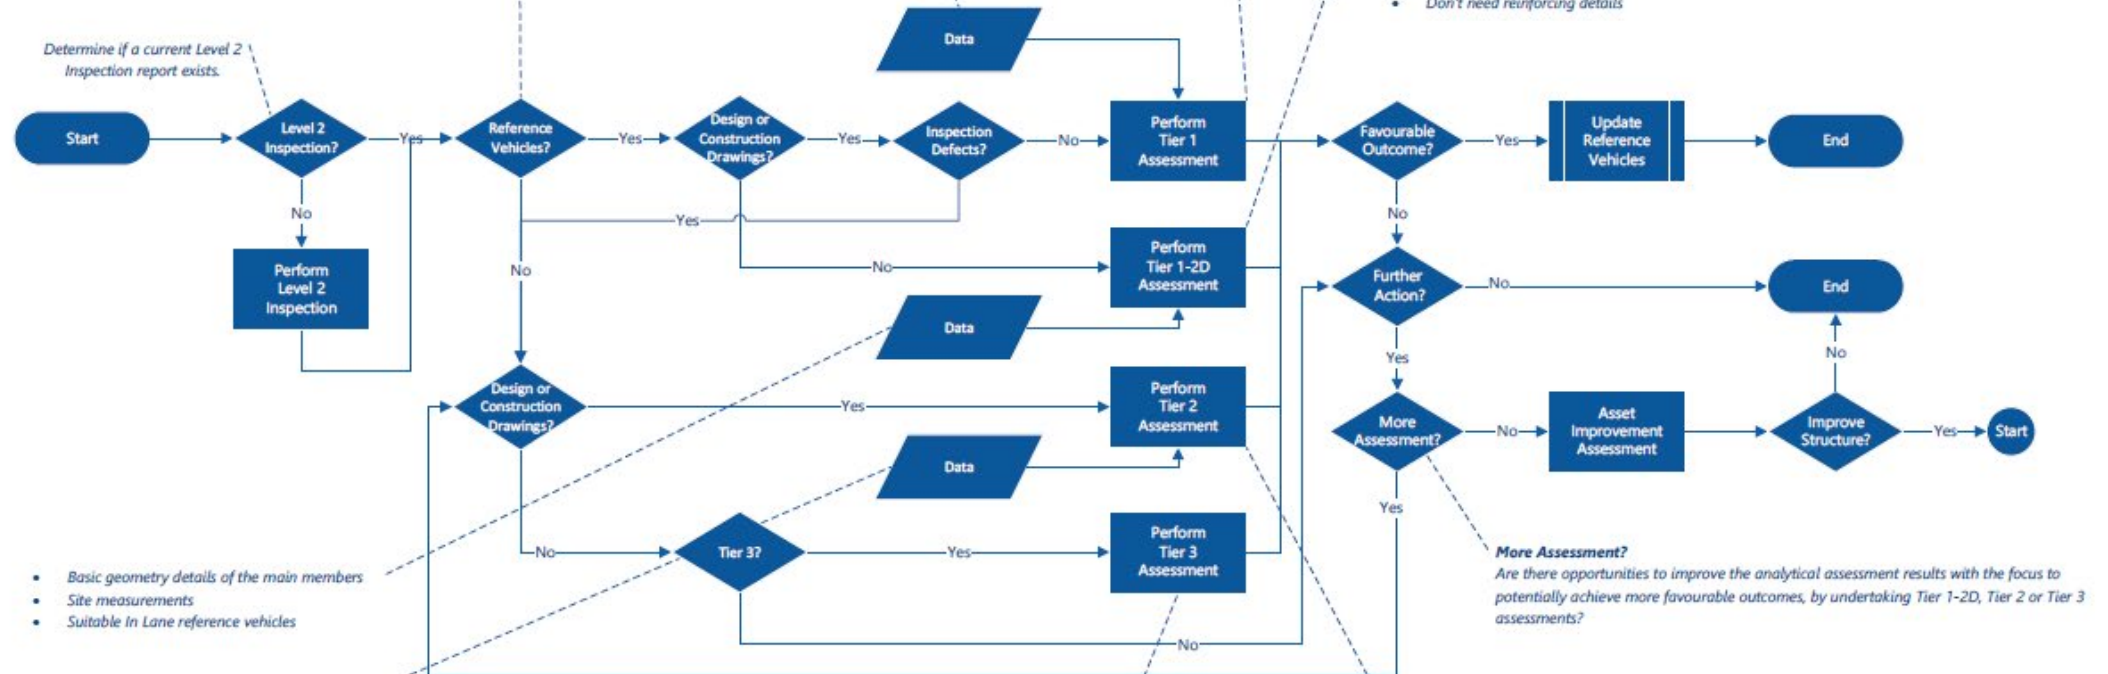 • Don't need reinforcing details
Data
Determine if a current Level 2
Inspection report exists.
Start
Level 2
Inspection?
Yes
Reference
Vehicles?
Yes
Design or
Construction
Drawings?
Yes
Inspection
Defects?
No
Perform
Tier 1
Assessment
Favourable
Outcome?
Yes
Update
Reference
Vehicles
End
No
Yes
No
Perform
Level 2
Inspection
No
No
Perform
Tier 1-2D
Assessment
Further
Action?
No
End
Data
Yes
No
Design or
Construction
Drawings?
Yes
Perform
Tier 2
Assessment
More
Assessment?
No
Asset
Improvement
Assessment
Improve
Structure?
Yes
Start
Data
Yes
No
Tier 3?
Yes
Perform
Tier 3
Assessment
More Assessment?
Are there opportunities to improve the analytical assessment results with the focus to
potentially achieve more favourable outcomes, by undertaking Tier 1-2D, Tier 2 or Tier 3
assessments?
• Basic geometry details of the main members
• Site measurements
• Suitable In Lane reference vehicles
No